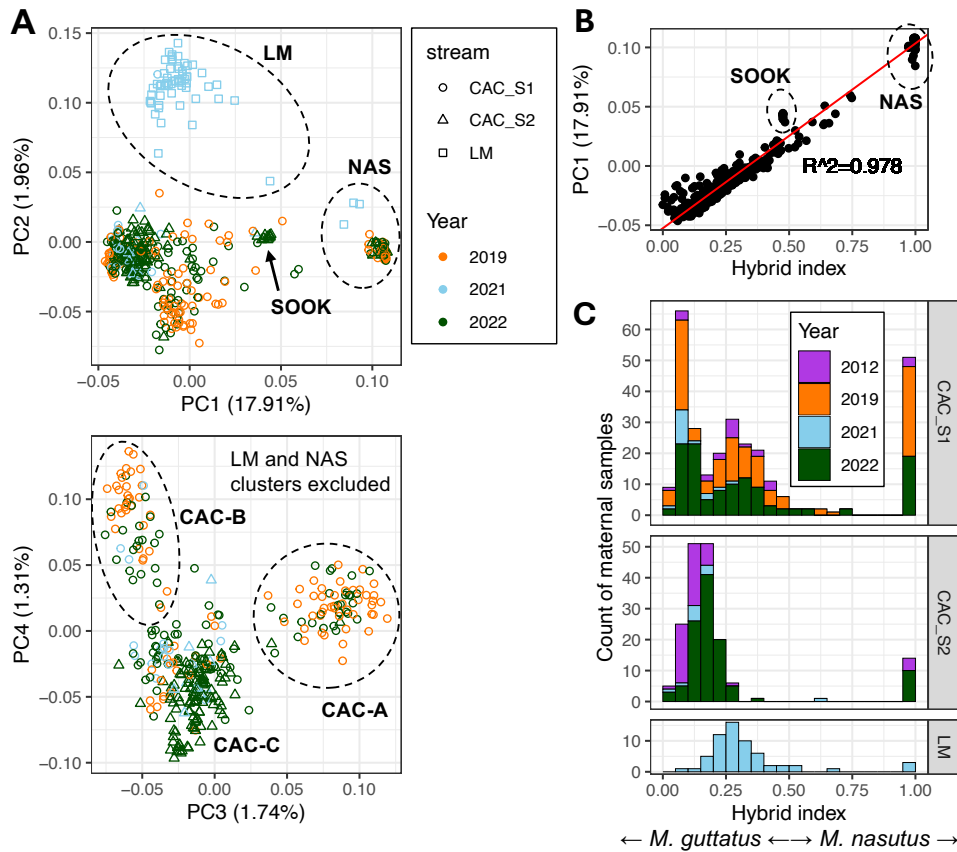 A
0.15
0.10
0.05
0.00
−0.05
PC2 (1.96%)
LM
NAS
SOOK
−0.05
0.00
0.05
0.10
PC1 (17.91%)
stream
CAC_S1
CAC_S2
LM
Year
2019
2021
2022
LM and NAS
clusters excluded
CAC-B
CAC-A
CAC-C
0.10
0.05
0.00
−0.05
−0.10
PC4 (1.31%)
−0.05
0.00
0.05
0.10
PC3 (1.74%)
B
0.10
0.05
0.00
−0.05
PC1 (17.91%)
SOOK
NAS
R^2=0.978
0.00
0.25
0.50
0.75
1.00
Hybrid index
C
Year
2012
2019
2021
2022
60
50
40
30
20
10
0
CAC_S1
50
40
30
20
10
0
CAC_S2
10
0
LM
Count of maternal samples
0.00
0.25
0.50
0.75
1.00
Hybrid index
← M. guttatus ←→ M. nasutus →